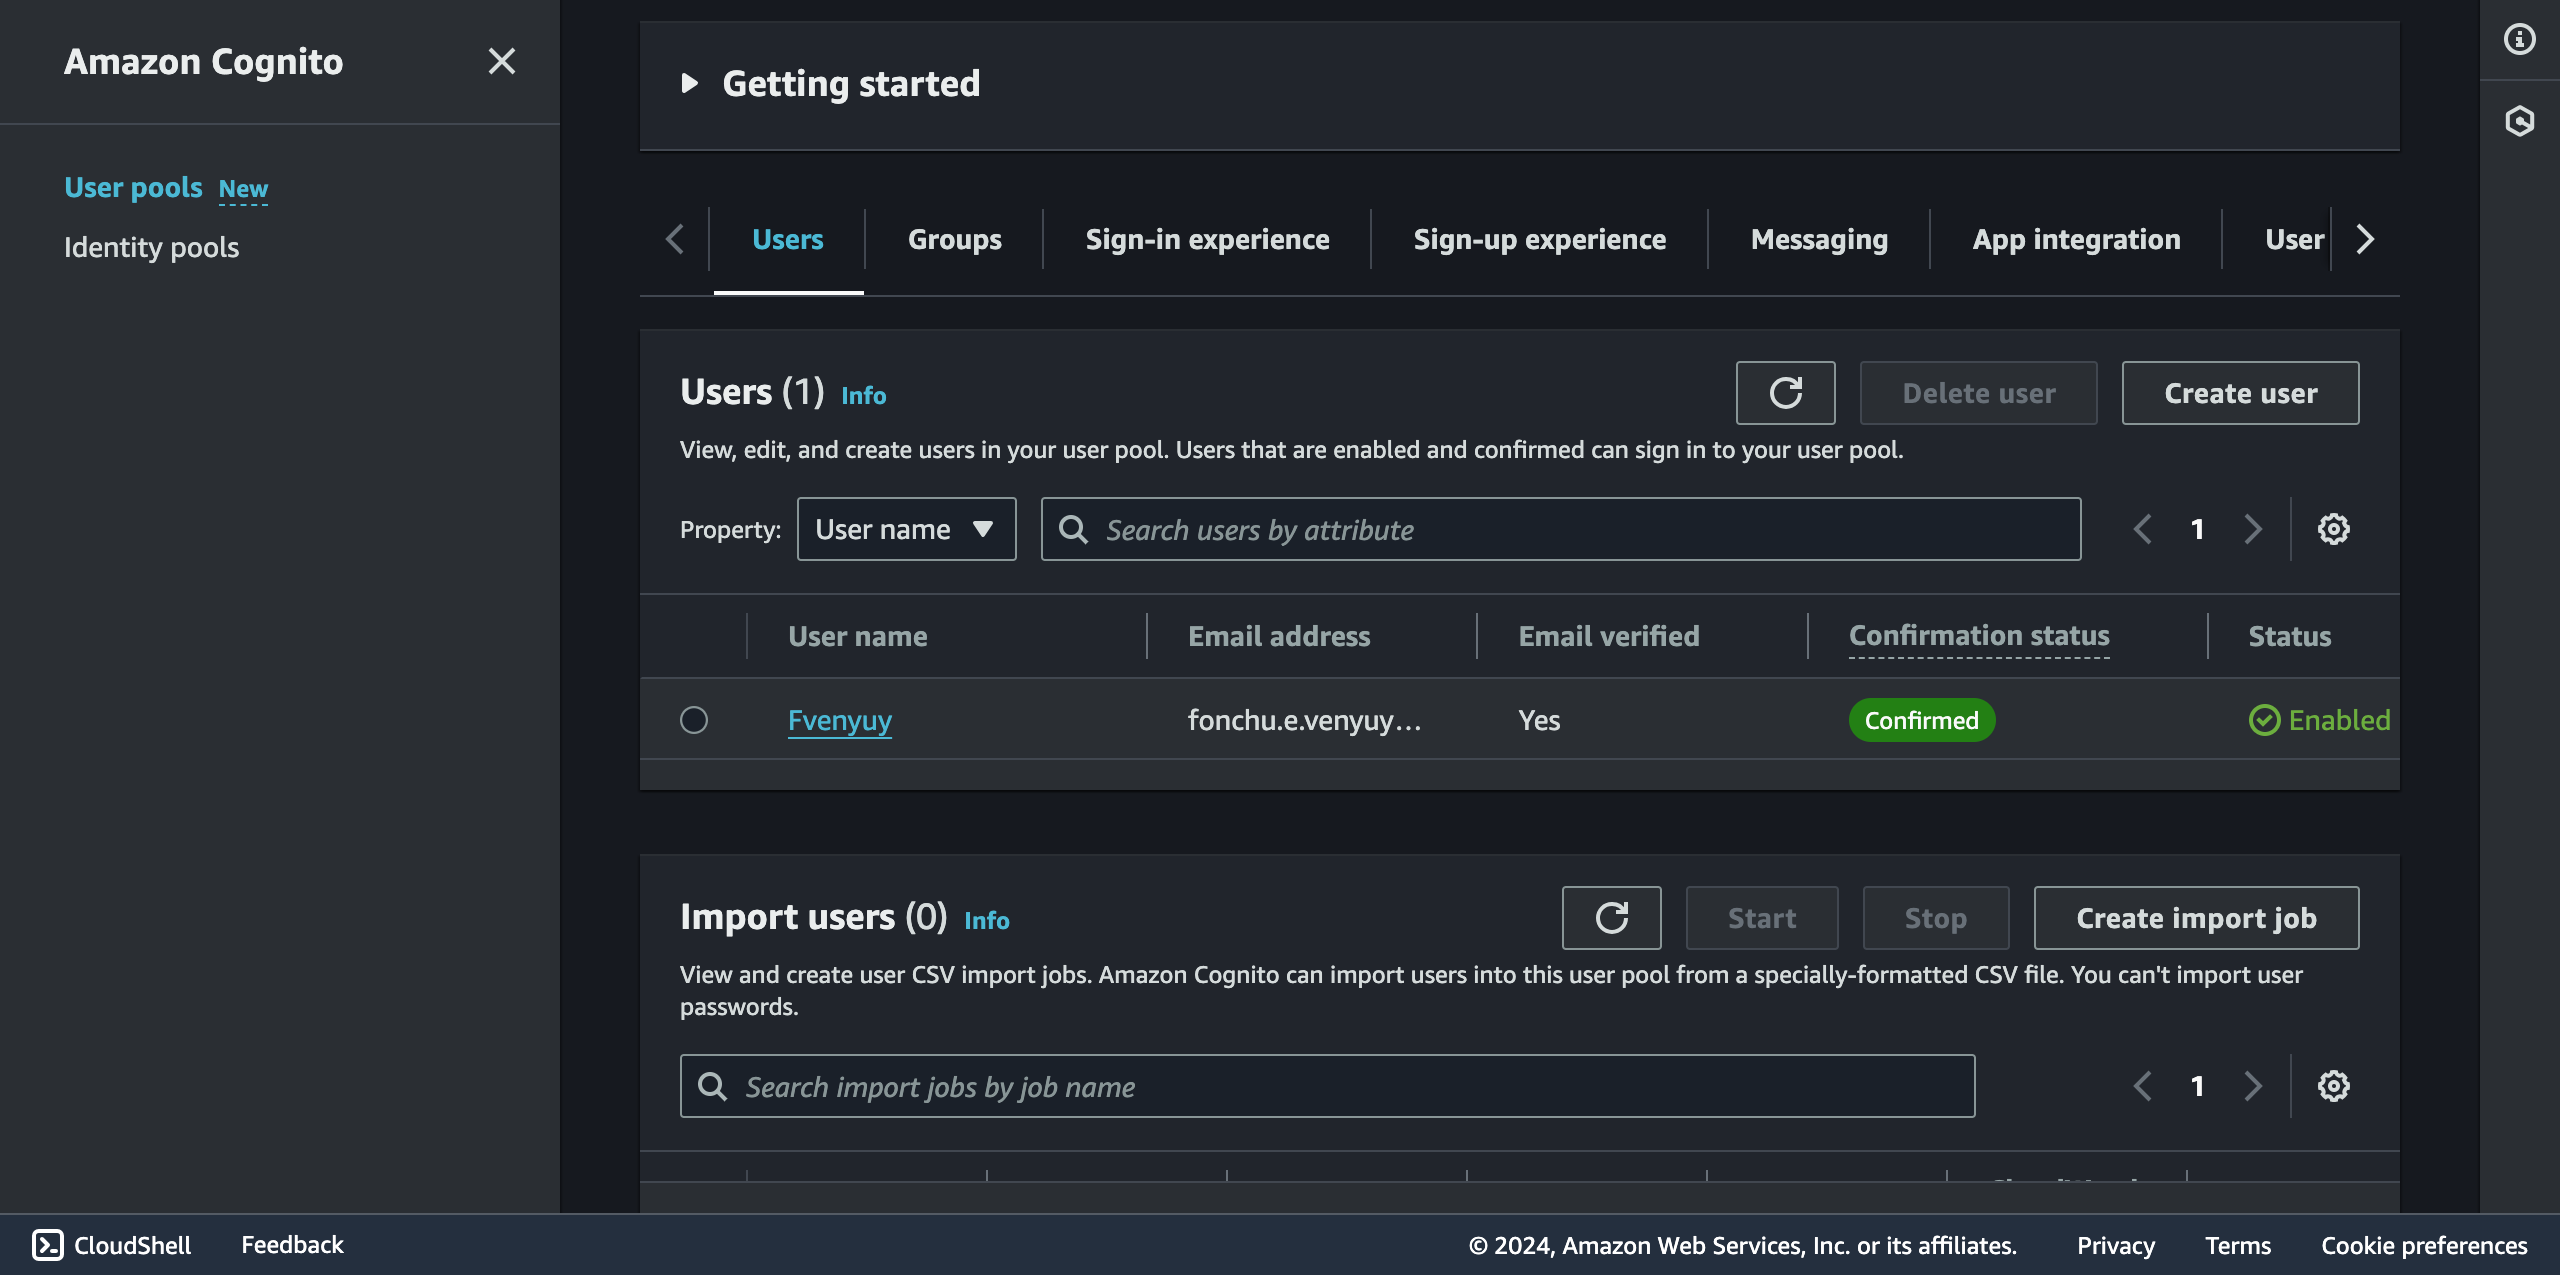 Amazon Cognito
User pools New
Identity pools
Getting started
Users Groups Sign-in experience Sign-up experience Messaging App integration User
Users (1) Info
Delete user
Create user
View, edit, and create users in your user pool. Users that are enabled and confirmed can sign in to your user pool.
Property: User name Search users by attribute 1
User name Email address Email verified Confirmation status Status
Fvenyuy fonchu.e.venyuy... Yes Confirmed Enabled
Import users (0) Info
Start
Stop
Create import job
View and create user CSV import jobs. Amazon Cognito can import users into this user pool from a specially-formatted CSV file. You can't import user
passwords.
Search import jobs by job name 1
CloudShell Feedback © 2024, Amazon Web Services, Inc. or its affiliates. Privacy Terms Cookie preferences